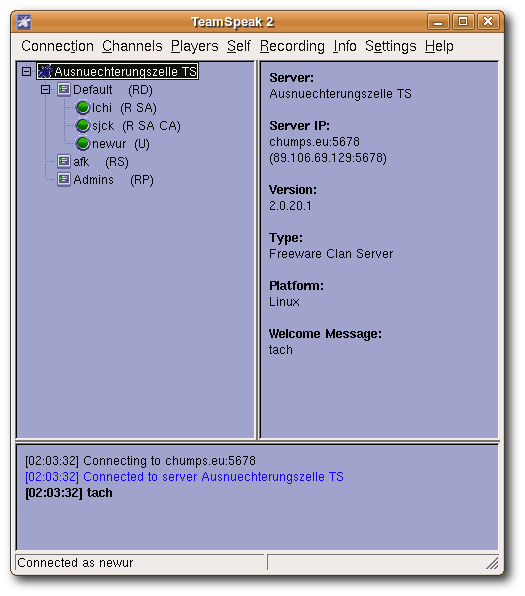 TeamSpeak 2
Connection Channels Players Self Recording Info Settings Help
Ausnuechterungszelle TS
Default (RD)
Ichi (R SA)
sjck (R SA CA)
newur (U)
afk (RS)
Admins (RP)
Server:
Ausnuechterungszelle TS
Server IP:
chumps.eu:5678
(89.106.69.129:5678)
Version:
2.0.20.1
Type:
Freeware Clan Server
Platform:
Linux
Welcome Message:
tach
[02:03:32] Connecting to chumps.eu:5678
[02:03:32] Connected to server Ausnuechterungszelle TS
[02:03:32] tach
Connected as newur